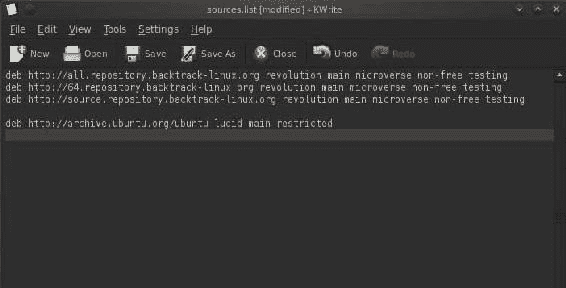 sources.list [modified] - KWrite
File Edit View Tools Settings Help
New Open Save Save As Close Undo Redo
deb http://all.repository.backtrack-linux.org revolution main microverse non-free testing
deb http://64.repository.backtrack-linux.org revolution main microverse non-free testing
deb http://source.repository.backtrack-linux.org revolution main microverse non-free testing
deb http://archive.ubuntu.org/ubuntu lucid main restricted